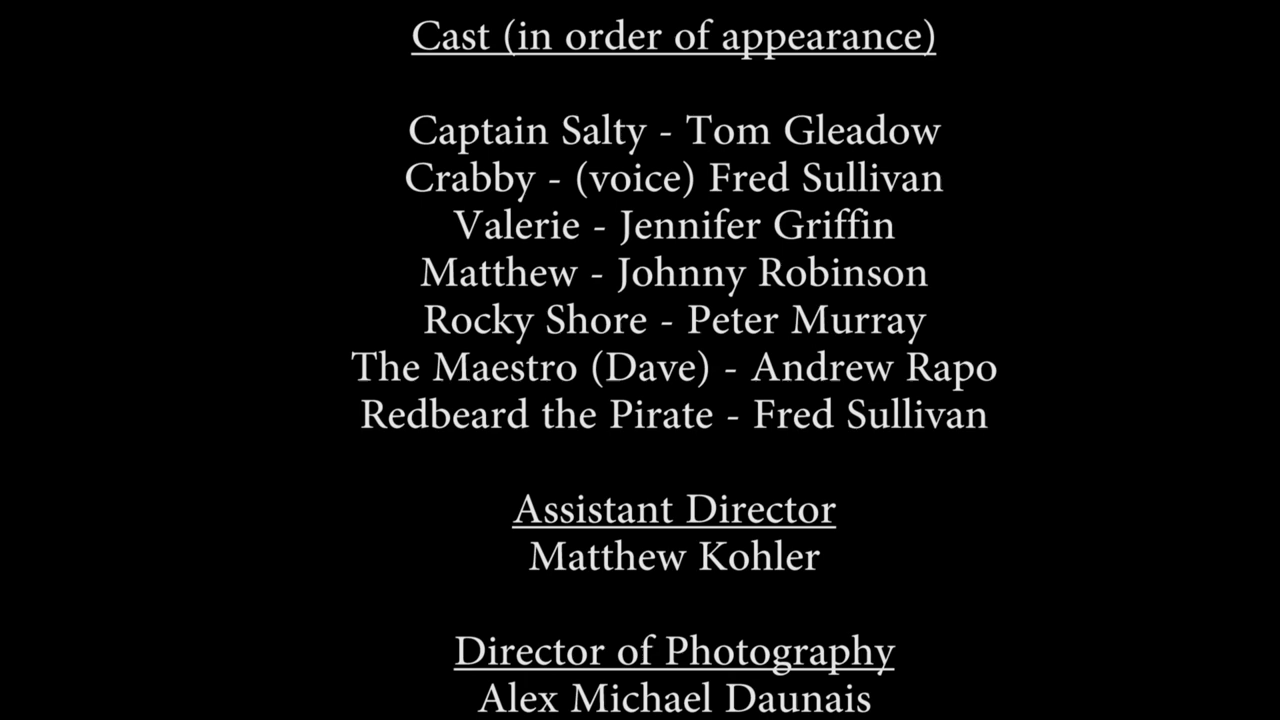 Cast (in order of appearance)
Captain Salty - Tom Gleadow
Crabby - (voice) Fred Sullivan
Valerie - Jennifer Griffin
Matthew - Johnny Robinson
Rocky Shore - Peter Murray
The Maestro (Dave) - Andrew Rapo
Redbeard the Pirate - Fred Sullivan
Assistant Director
Matthew Kohler
Director of Photography
Alex Michael Daunais